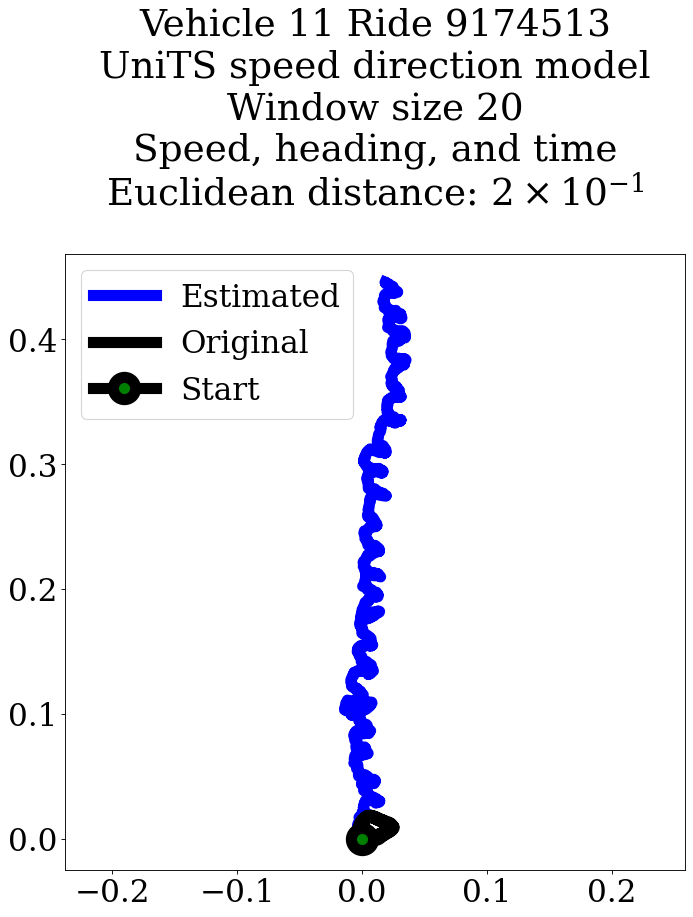 Vehicle 11 Ride 9174513
UniTS speed direction model
Window size 20
Speed, heading, and time
Euclidean distance: 2 × 10⁻¹
Estimated
Original
Start
0.4
0.3
0.2
0.1
0.0
−0.2 −0.1 0.0 0.1 0.2